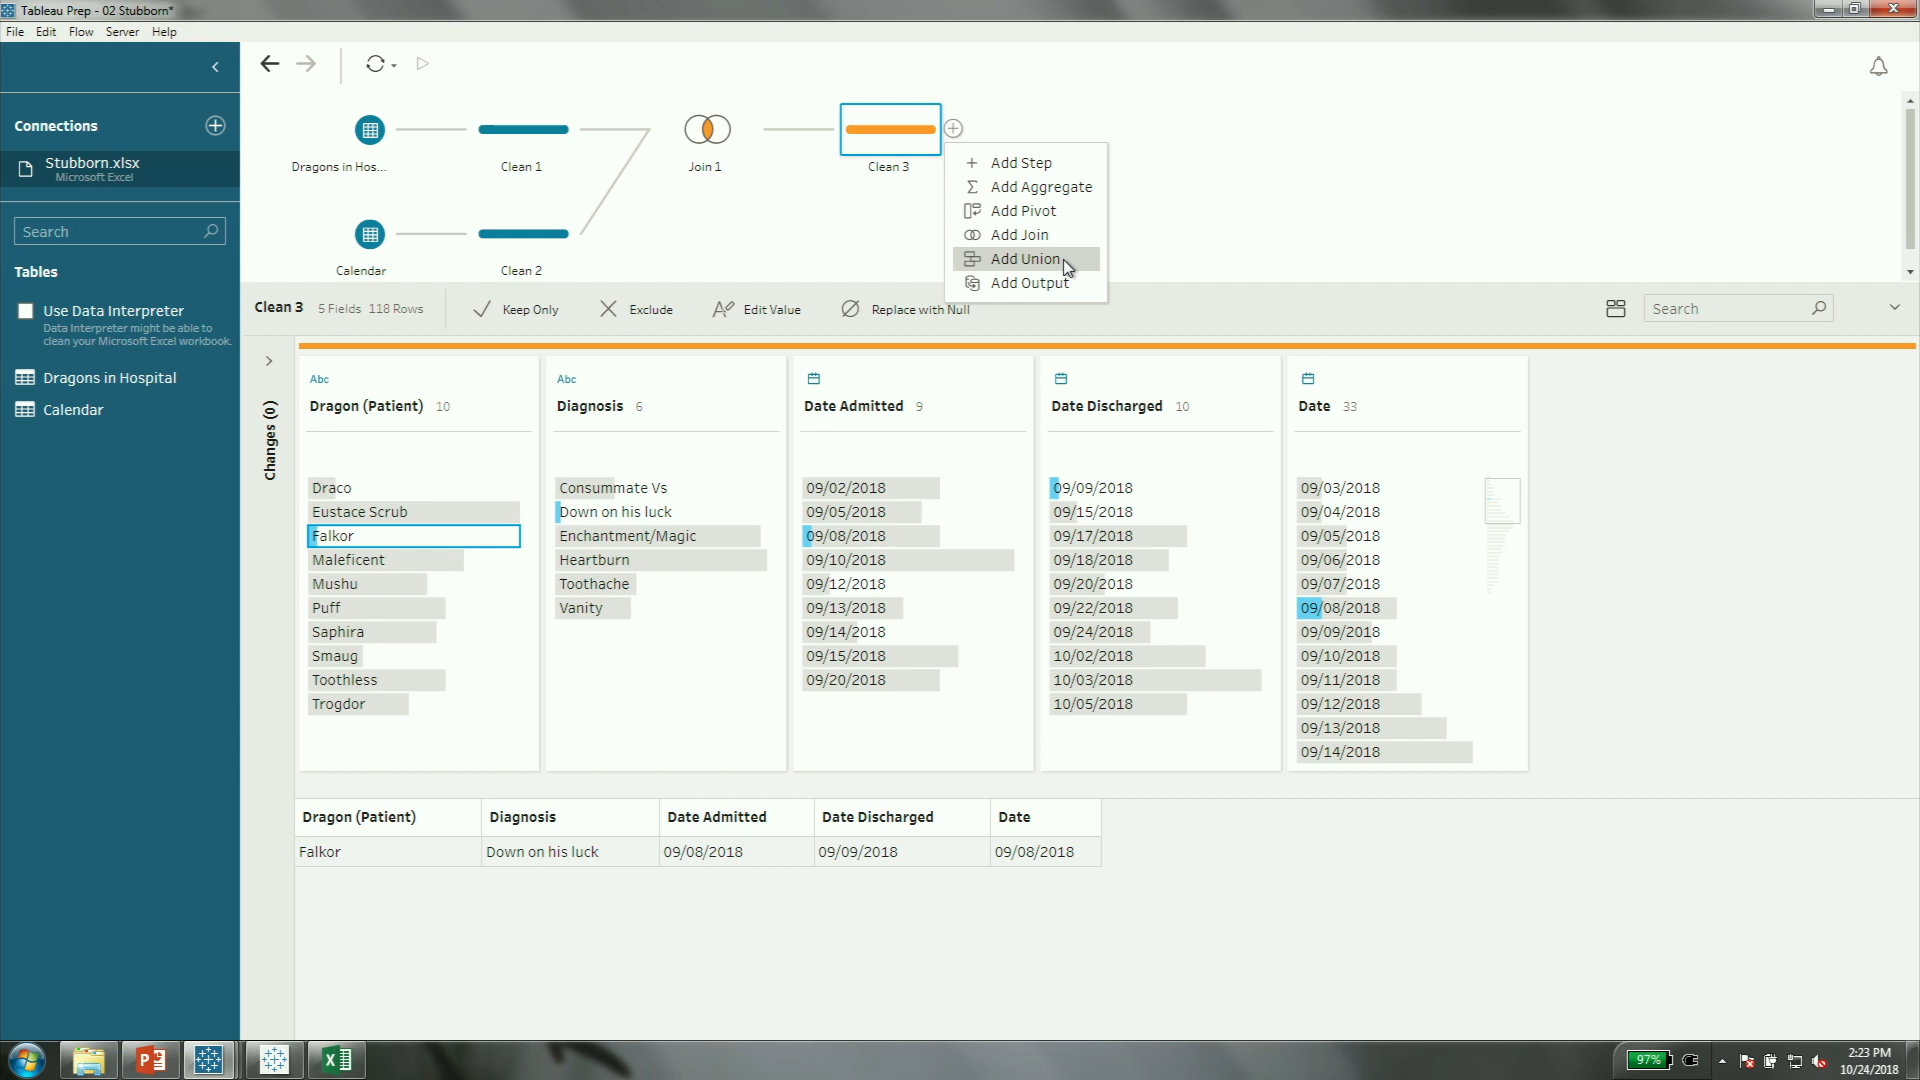 Tableau Prep - 02 Stubborn*
File Edit Flow Server Help
Connections
Stubborn.xlsx
Microsoft Excel
Search
Tables
Use Data Interpreter
Data Interpreter might be able to
clean your Microsoft Excel workbook.
Dragons in Hospital
Calendar
Dragons in Hos...
Clean 1
Join 1
Clean 3
Calendar
Clean 2
Add Step
Add Aggregate
Add Pivot
Add Join
Add Union
Add Output
Clean 3 5 Fields 118 Rows Keep Only Exclude Edit Value Replace with Null Search
Changes (0)
Abc
Dragon (Patient) 10
Draco
Eustace Scrub
Falkor
Maleficent
Mushu
Puff
Saphira
Smaug
Toothless
Trogdor
Abc
Diagnosis 6
Consummate Vs
Down on his luck
Enchantment/Magic
Heartburn
Toothache
Vanity
Date Admitted 9
09/02/2018
09/05/2018
09/08/2018
09/10/2018
09/12/2018
09/13/2018
09/14/2018
09/15/2018
09/20/2018
Date Discharged 10
09/09/2018
09/15/2018
09/17/2018
09/18/2018
09/20/2018
09/22/2018
09/24/2018
10/02/2018
10/03/2018
10/05/2018
Date 33
09/03/2018
09/04/2018
09/05/2018
09/06/2018
09/07/2018
09/08/2018
09/09/2018
09/10/2018
09/11/2018
09/12/2018
09/13/2018
09/14/2018
Dragon (Patient) Diagnosis Date Admitted Date Discharged Date
Falkor Down on his luck 09/08/2018 09/09/2018 09/08/2018
97%
2:23 PM
10/24/2018